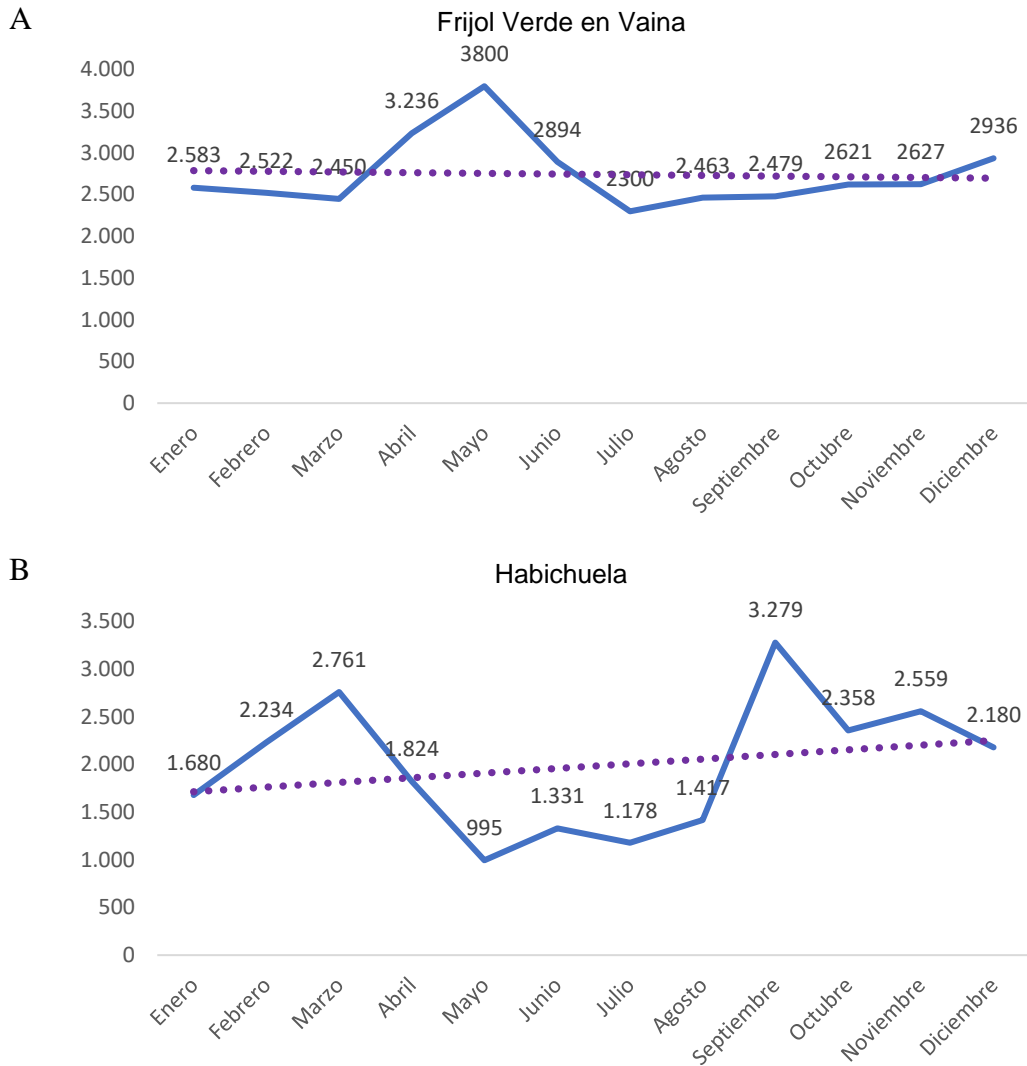 A
Frijol Verde en Vaina
4.000
3.500
3.000
2.500
2.000
1.500
1.000
500
0
2.583
2.522
2.450
3.236
3800
2894
2300
2.463
2.479
2621
2627
2936
Enero
Febrero
Marzo
Abril
Mayo
Junio
Julio
Agosto
Septiembre
Octubre
Noviembre
Diciembre
B
Habichuela
3.500
3.000
2.500
2.000
1.500
1.000
500
0
1.680
2.234
2.761
1.824
995
1.331
1.178
1.417
3.279
2.358
2.559
2.180
Enero
Febrero
Marzo
Abril
Mayo
Junio
Julio
Agosto
Septiembre
Octubre
Noviembre
Diciembre